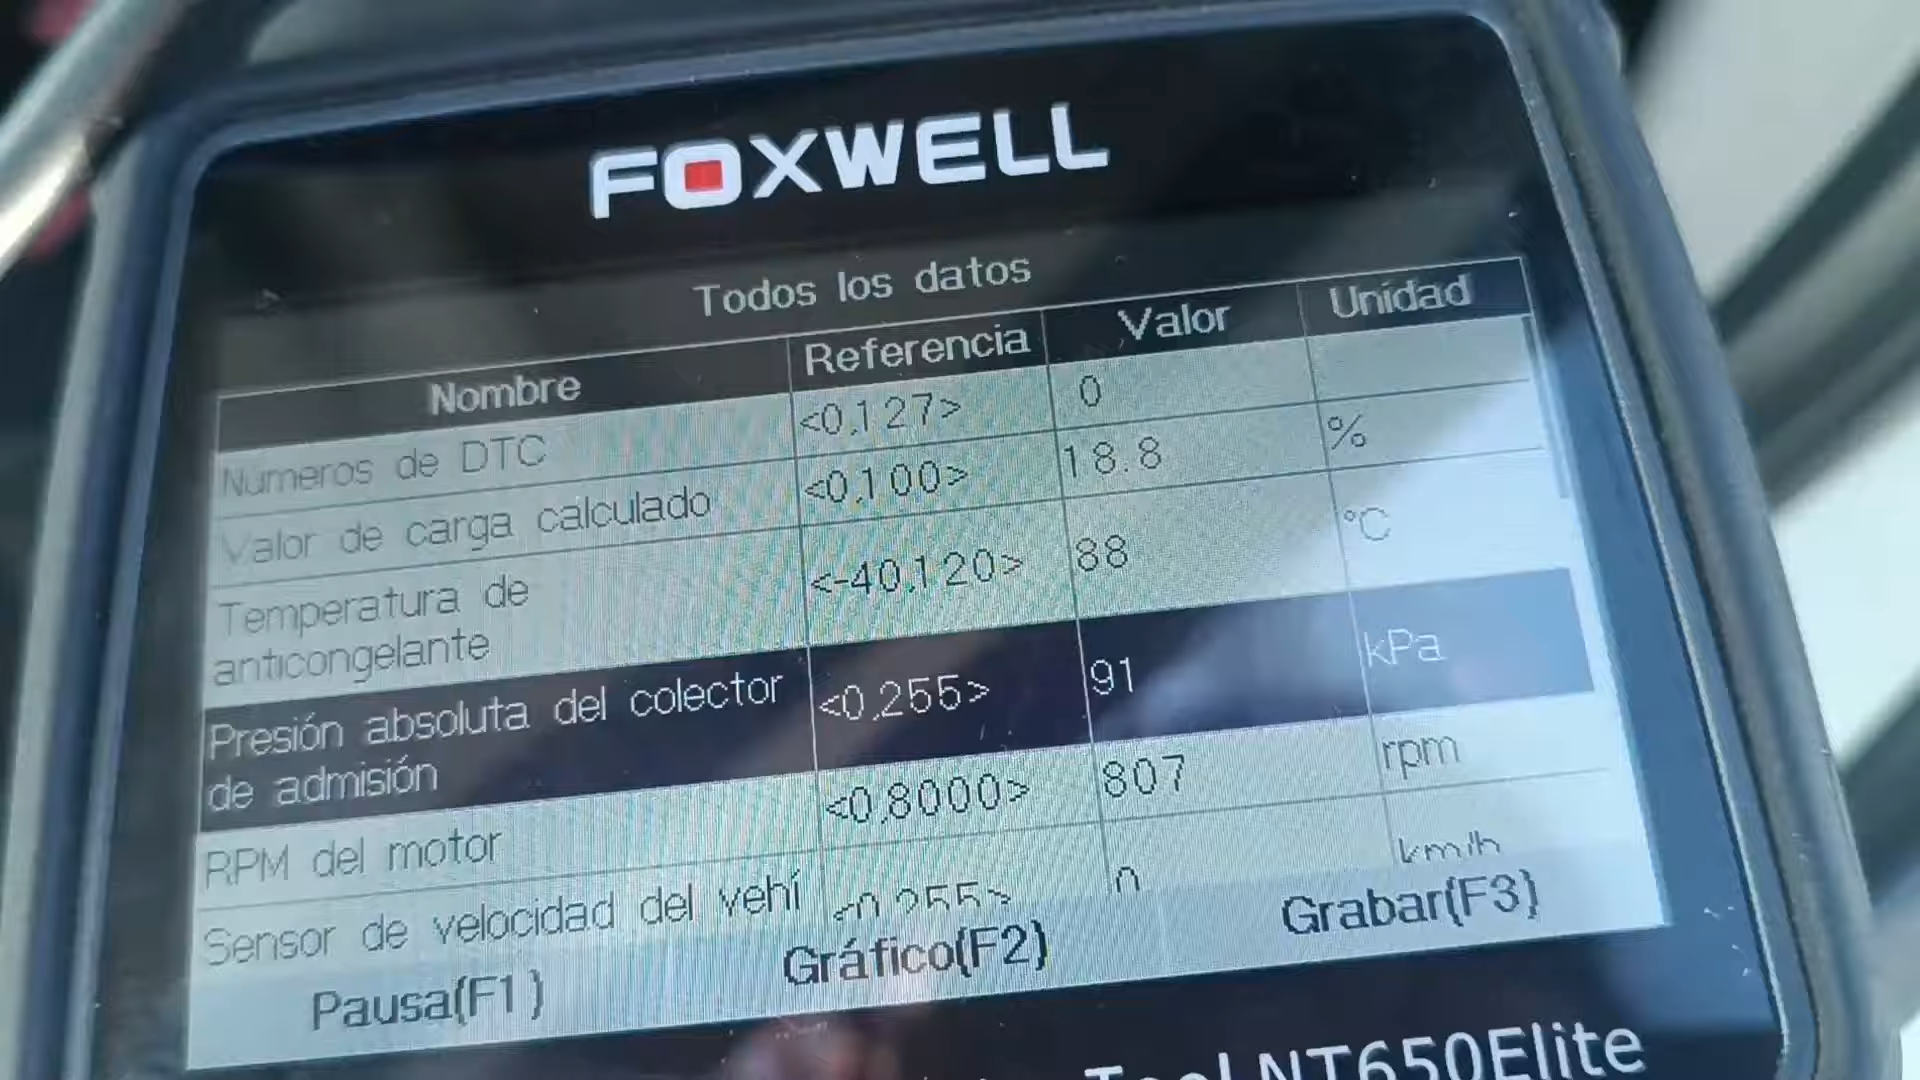 FOXWELL
Todos los datos
Nombre Referencia Valor Unidad
Numeros de DTC <0,127> 0
Valor de carga calculado <0,100> 18.8 %
Temperatura de anticongelante <-40,120> 88 °C
Presión absoluta del colector de admisión <0,255> 91 kPa
RPM del motor <0,8000> 807 rpm
Sensor de velocidad del vehí <0,255> 0 km/h
Pausa(F1) Gráfico(F2) Grabar(F3)
Tool NT650Elite